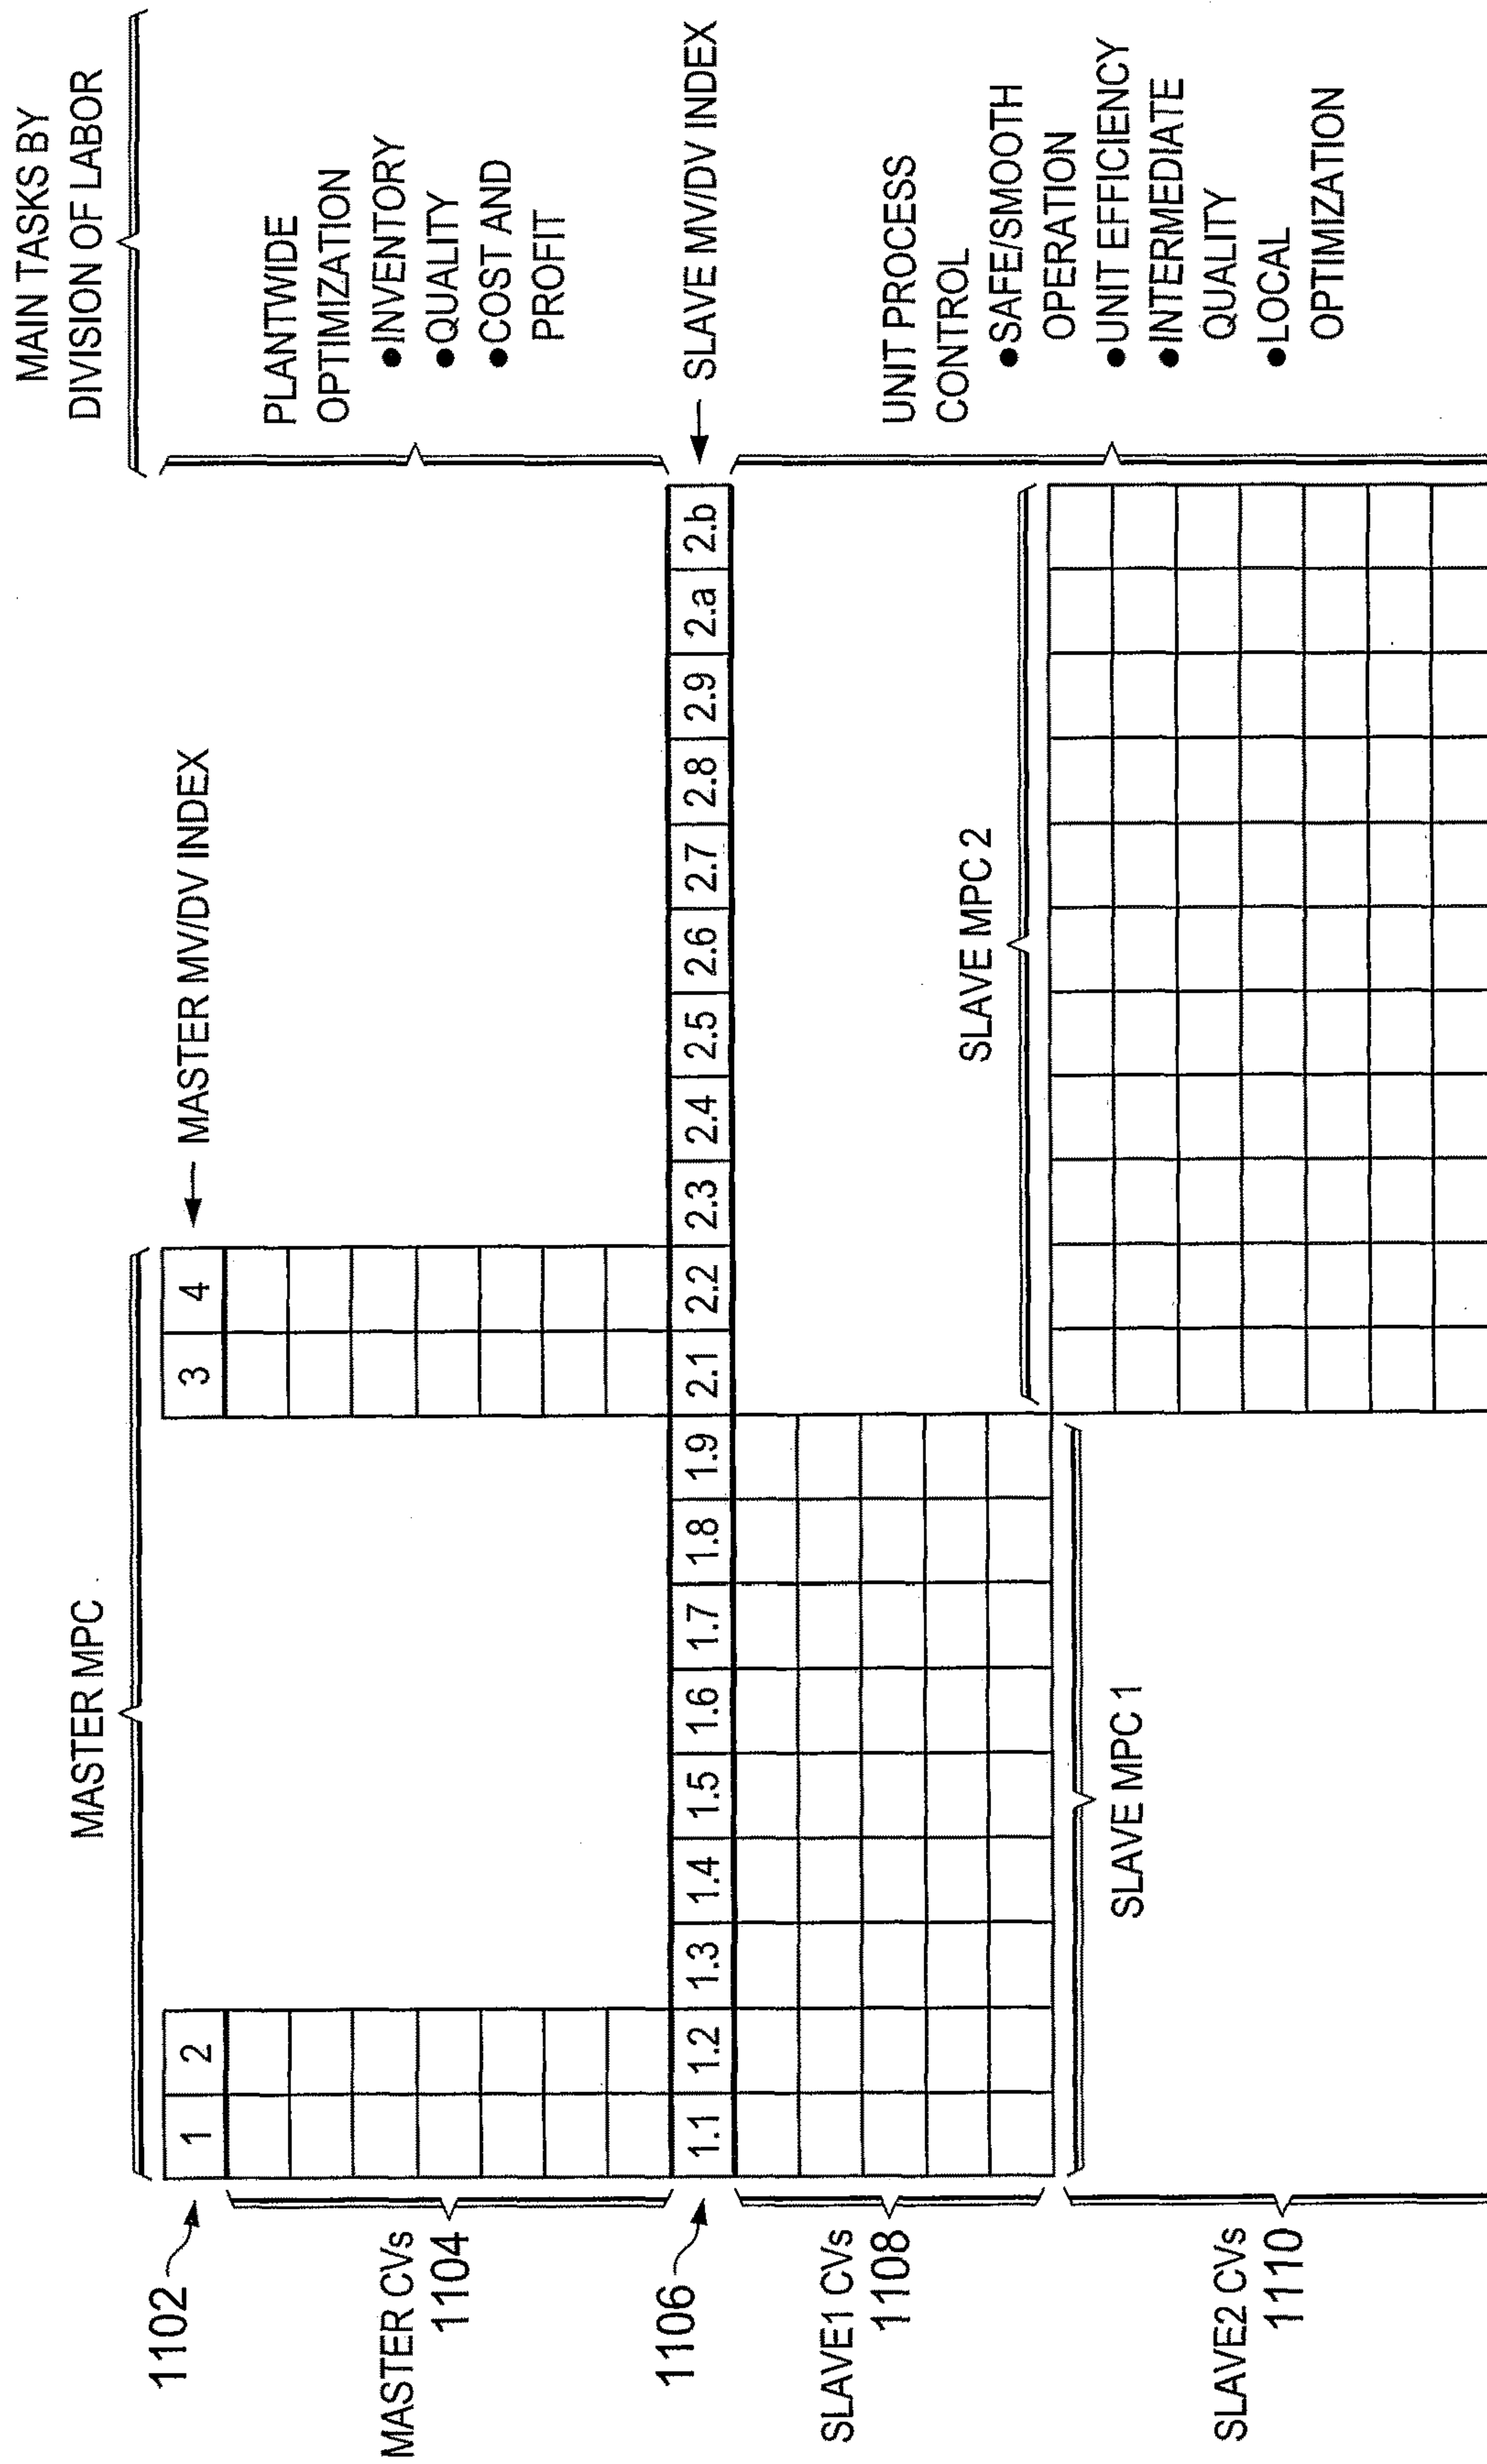 MAIN TASKS BY
DIVISION OF LABOR
MASTER MPC
1102
1
2
3
4
MASTER MV/DV INDEX
MASTER CVs
1104
PLANTWIDE
OPTIMIZATION
●INVENTORY
●QUALITY
●COST AND
PROFIT
1106
1.1
1.2
1.3
1.4
1.5
1.6
1.7
1.8
1.9
2.1
2.2
2.3
2.4
2.5
2.6
2.7
2.8
2.9
2.a
2.b
SLAVE MV/DV INDEX
SLAVE1 CVs
1108
SLAVE MPC 1
SLAVE MPC 2
UNIT PROCESS
CONTROL
●SAFE/SMOOTH
OPERATION
●UNIT EFFICIENCY
●INTERMEDIATE
QUALITY
●LOCAL
OPTIMIZATION
SLAVE2 CVs
1110